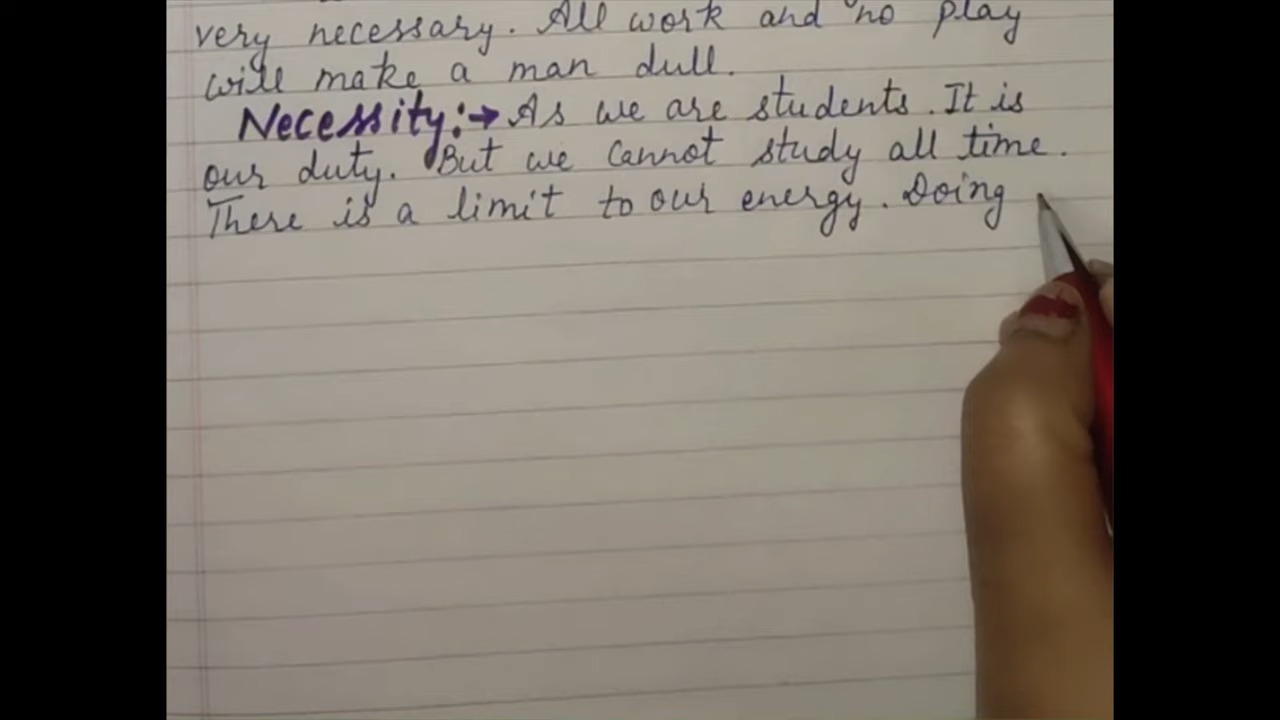 very necessary. All work and no play
will make a man dull.
Necessity:→ As we are students. It is
our duty. But we cannot study all time.
There is a limit to our energy. Doing